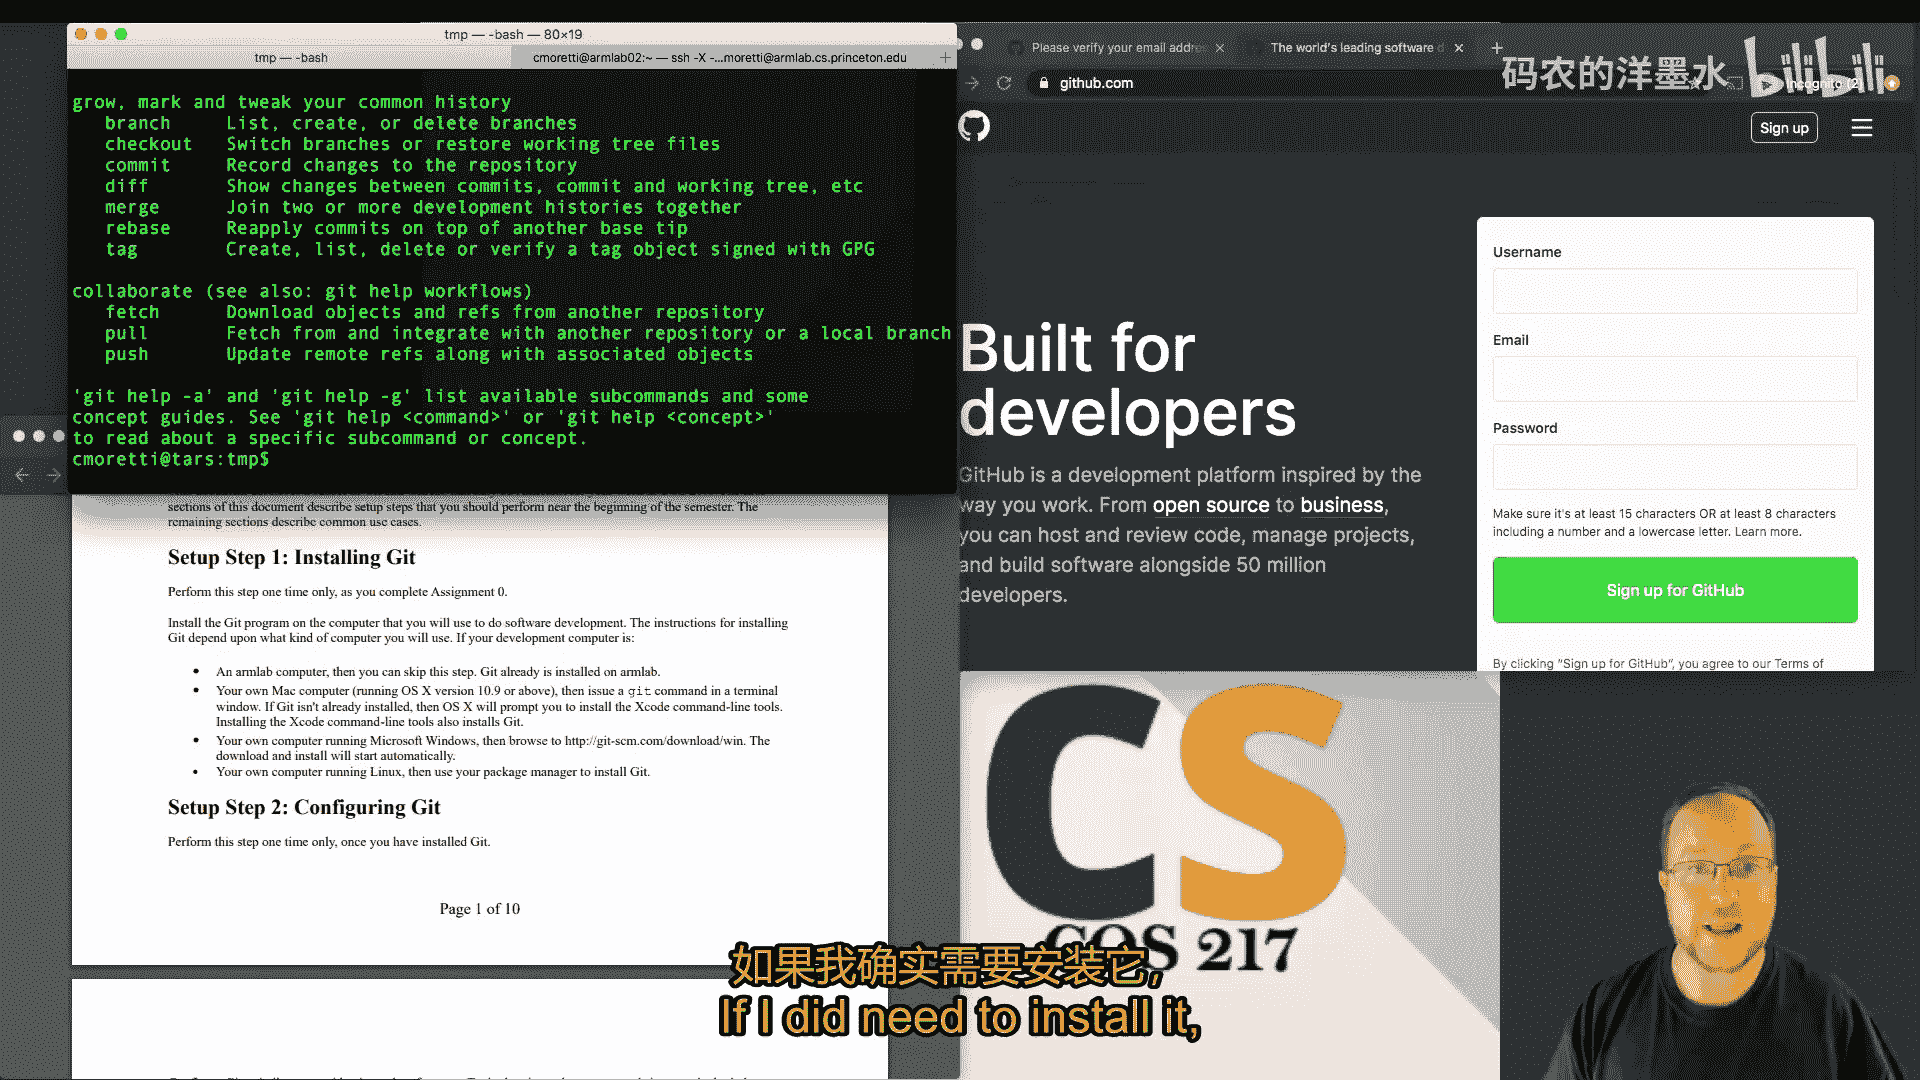 tmp — -bash — 80×19
tmp — -bash
cmoretti@armlab02:~ — ssh -X -...moretti@armlab.cs.princeton.edu
grow, mark and tweak your common history
branch List, create, or delete branches
checkout Switch branches or restore working tree files
commit Record changes to the repository
diff Show changes between commits, commit and working tree, etc
merge Join two or more development histories together
rebase Reapply commits on top of another base tip
tag Create, list, delete or verify a tag object signed with GPG
collaborate (see also: git help workflows)
fetch Download objects and refs from another repository
pull Fetch from and integrate with another repository or a local branch
push Update remote refs along with associated objects
'git help -a' and 'git help -g' list available subcommands and some
concept guides. See 'git help <command>' or 'git help <concept>'
to read about a specific subcommand or concept.
cmoretti@tars:tmp$
sections of this document describe setup steps that you should perform near the beginning of the semester. The
remaining sections describe common use cases.
Setup Step 1: Installing Git
Perform this step one time only, as you complete Assignment 0.
Install the Git program on the computer that you will use to do software development. The instructions for installing
Git depend upon what kind of computer you will use. If your development computer is:
• An armlab computer, then you can skip this step. Git already is installed on armlab.
• Your own Mac computer (running OS X version 10.9 or above), then issue a git command in a terminal
window. If Git isn't already installed, then OS X will prompt you to install the Xcode command-line tools.
Installing the Xcode command-line tools also installs Git.
• Your own computer running Microsoft Windows, then browse to http://git-scm.com/download/win. The
download and install will start automatically.
• Your own computer running Linux, then use your package manager to install Git.
Setup Step 2: Configuring Git
Perform this step one time only, once you have installed Git.
Page 1 of 10
Please verify your email addre
The world's leading software d
github.com
Incognito (2)
码农的洋墨水
bilibili
Sign up
Built for
developers
GitHub is a development platform inspired by the
way you work. From open source to business,
you can host and review code, manage projects,
and build software alongside 50 million
developers.
Username
Email
Password
Make sure it's at least 15 characters OR at least 8 characters
including a number and a lowercase letter. Learn more.
Sign up for GitHub
By clicking "Sign up for GitHub", you agree to our Terms of
CS
COS 217
如果我确实需要安装它,
If I did need to install it,